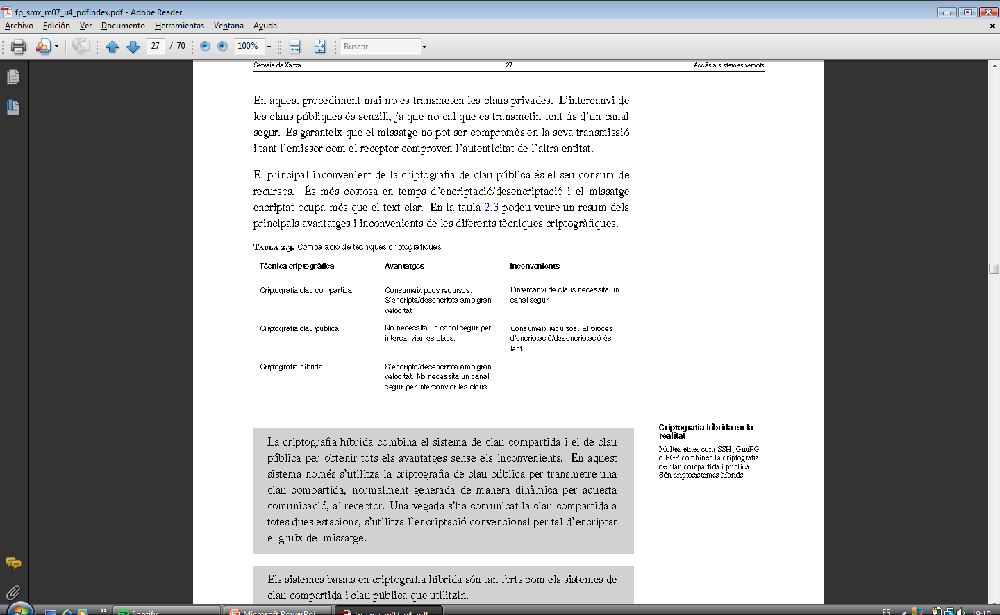 fp_smx_m07_u4_pdfindex.pdf - Adobe Reader
Archivo Edición Ver Documento Herramientas Ventana Ayuda
27 / 70 100% Buscar
Serveis de Xarxa 27 Accés a sistemes remots
En aquest procediment mai no es transmeten les claus privades. L'intercanvi de
les claus públiques és senzill, ja que no cal que es transmetin fent ús d'un canal
segur. Es garanteix que el missatge no pot ser compromès en la seva transmissió
i tant l'emissor com el receptor comproven l'autenticitat de l'altra entitat.
El principal inconvenient de la criptografia de clau pública és el seu consum de
recursos. És més costosa en temps d'encriptació/desencriptació i el missatge
encriptat ocupa més que el text clar. En la taula 2.3 podeu veure un resum dels
principals avantatges i inconvenients de les diferents tècniques criptogràfiques.
TAULA 2.3. Comparació de tècniques criptogràfiques
Tècnica criptogràfica Avantatges Inconvenients
Criptografia clau compartida
Consumeix pocs recursos.
S'encripta/desencripta amb gran
velocitat
L'intercanvi de claus necessita un
canal segur
Criptografia clau pública
No necessita un canal segur per
intercanviar les claus.
Consumeix recursos. El procés
d'encriptació/desencriptació és
lent
Criptografia híbrida
S'encripta/desencripta amb gran
velocitat. No necessita un canal
segur per intercanviar les claus.
La criptografia híbrida combina el sistema de clau compartida i el de clau
pública per obtenir tots els avantatges sense els inconvenients. En aquest
sistema només s'utilitza la criptografia de clau pública per transmetre una
clau compartida, normalment generada de manera dinàmica per aquesta
comunicació, al receptor. Una vegada s'ha comunicat la clau compartida a
totes dues estacions, s'utilitza l'encriptació convencional per tal d'encriptar
el gruix del missatge.
Criptografia híbrida en la
realitat
Moltes eines com SSH, GnuPG
o PGP combinen la criptografia
de clau compartida i pública.
Són criptosistemes híbrids.
Els sistemes basats en criptografia híbrida són tan forts com els sistemes de
clau compartida i clau pública que utilitzin.
Spotify Microsoft PowerPoi... fp_smx_m07_u4_pdf... ES 19:10